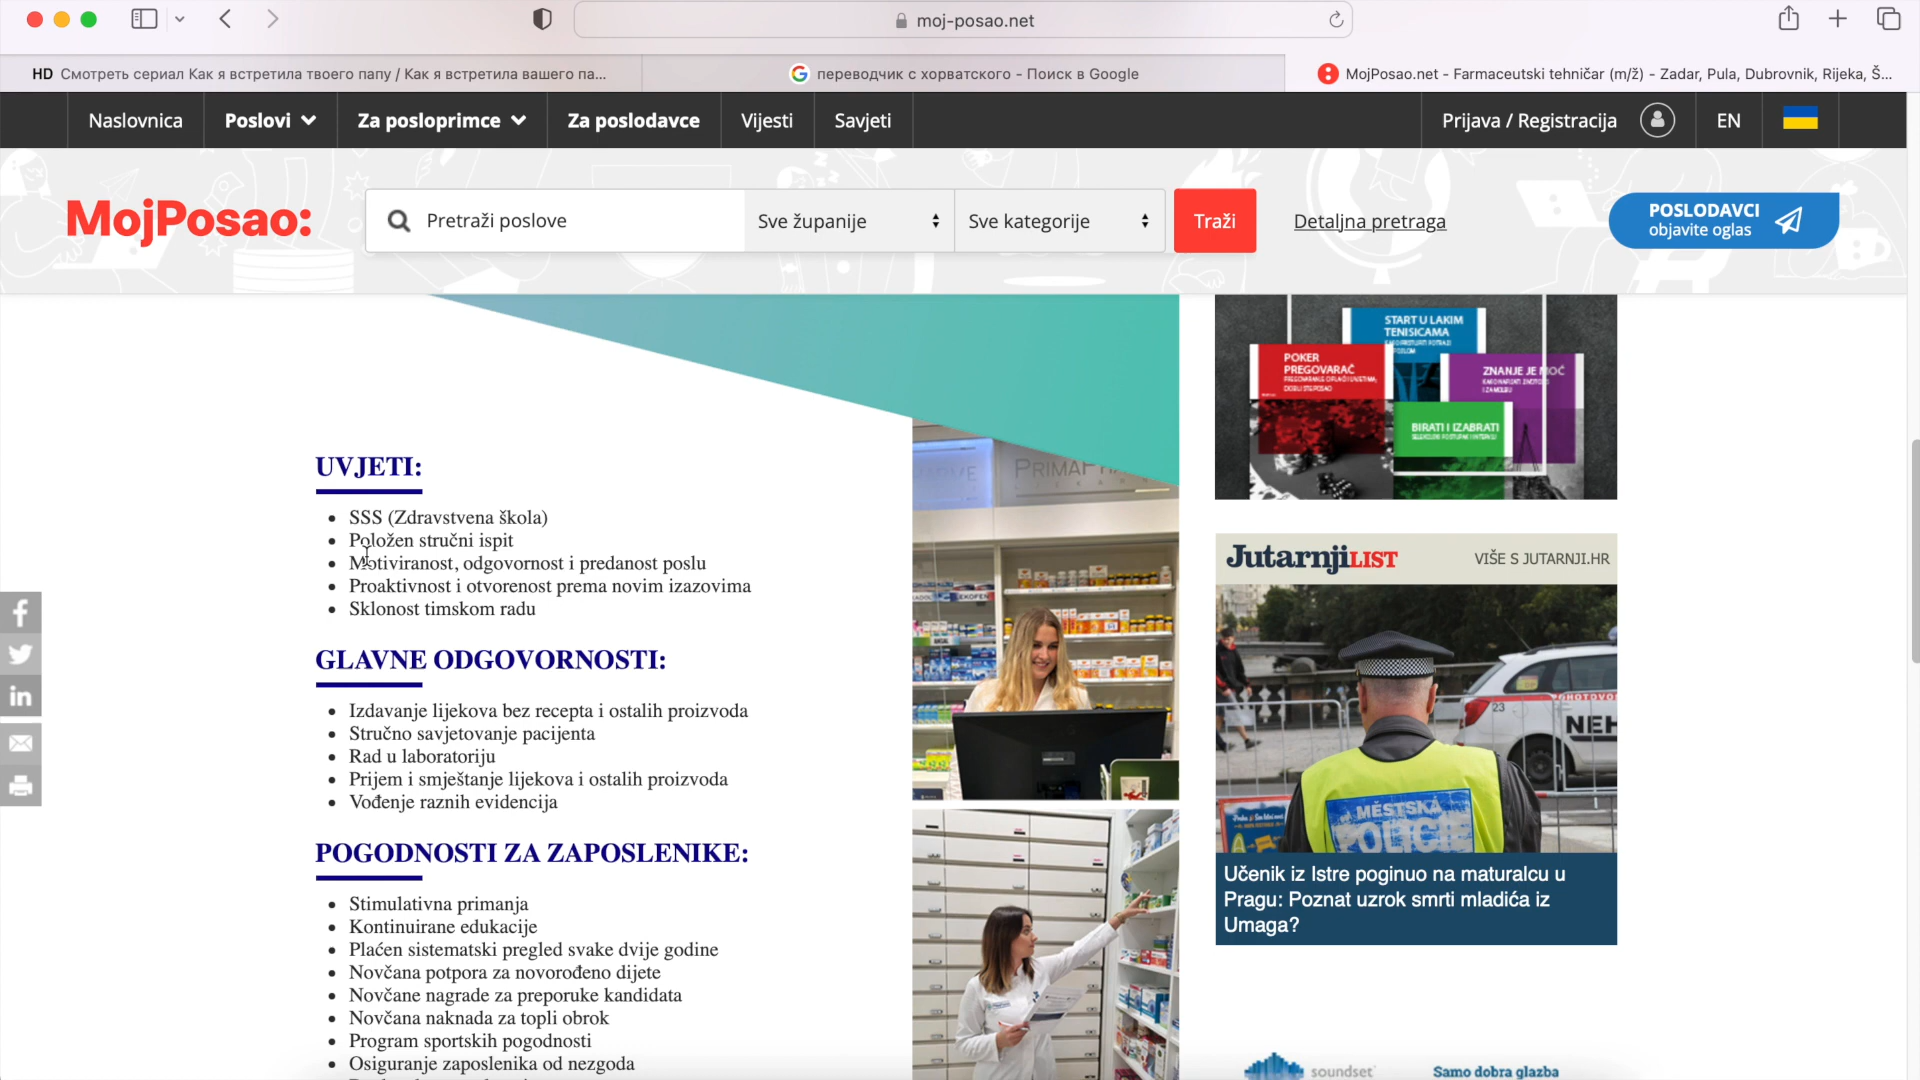 moj-posao.net
HD Смотреть сериал Как я встретила твоего папу / Как я встретила вашего па...
переводчик с хорватского - Поиск в Google
MojPosao.net - Farmaceutski tehničar (m/ž) - Zadar, Pula, Dubrovnik, Rijeka, Š...
Naslovnica
Poslovi
Za posloprimce
Za poslodavce
Vijesti
Savjeti
Prijava / Registracija
EN
MojPosao:
Pretraži poslove
Sve županije
Sve kategorije
Traži
Detaljna pretraga
POSLODAVCI
objavite oglas
UVJETI:
SSS (Zdravstvena škola)
Položen stručni ispit
Motiviranost, odgovornost i predanost poslu
Proaktivnost i otvorenost prema novim izazovima
Sklonost timskom radu
GLAVNE ODGOVORNOSTI:
Izdavanje lijekova bez recepta i ostalih proizvoda
Stručno savjetovanje pacijenta
Rad u laboratoriju
Prijem i smještanje lijekova i ostalih proizvoda
Vođenje raznih evidencija
POGODNOSTI ZA ZAPOSLENIKE:
Stimulativna primanja
Kontinuirane edukacije
Plaćen sistematski pregled svake dvije godine
Novčana potpora za novorođeno dijete
Novčane nagrade za preporuke kandidata
Novčana naknada za topli obrok
Program sportskih pogodnosti
Osiguranje zaposlenika od nezgoda
START U LAKIM
TENISICAMA
POKER
PREGOVARAČ
ZNANJE JE MOĆ
BIRATI I IZABRATI
JutarnjiLIST
VIŠE S JUTARNJI.HR
23
MĚSTSKÁ
POLICIE
Učenik iz Istre poginuo na maturalcu u
Pragu: Poznat uzrok smrti mladića iz
Umaga?
soundset
Samo dobra glazba